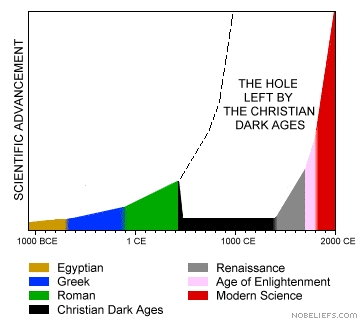 SCIENTIFIC ADVANCEMENT
THE HOLE
LEFT BY
THE CHRISTIAN
DARK AGES
1000 BCE
1 CE
1000 CE
2000 CE
Egyptian
Greek
Roman
Christian Dark Ages
Renaissance
Age of Enlightenment
Modern Science
NOBELIEFS.COM